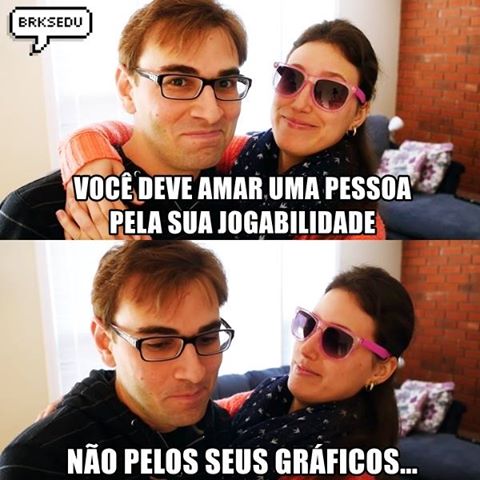 BRKSEDU
VOCÊ DEVE AMAR UMA PESSOA
PELA SUA JOGABILIDADE
NÃO PELOS SEUS GRÁFICOS...